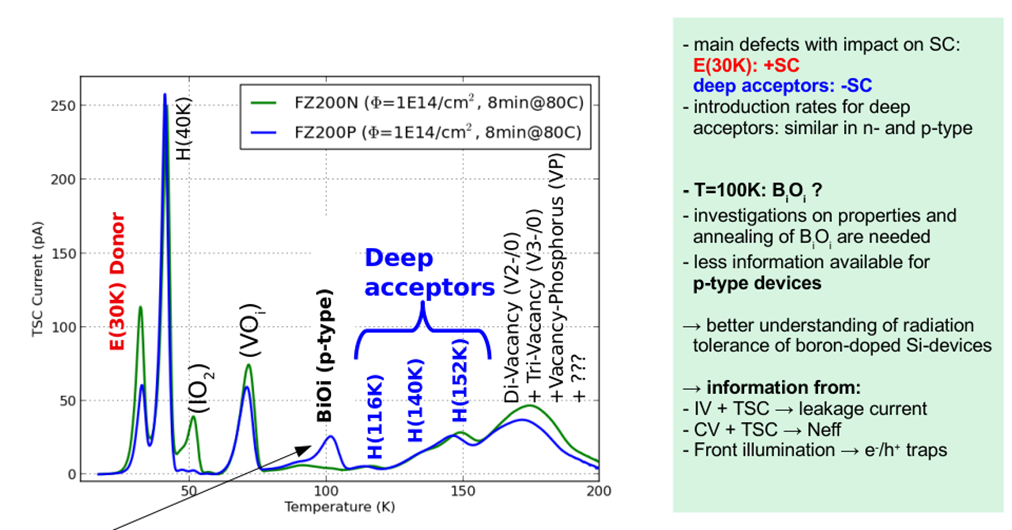 FZ200N (Φ=1E14/cm², 8min@80C)
FZ200P (Φ=1E14/cm², 8min@80C)
TSC Current (pA)
250
200
150
100
50
0
E(30K) Donor
H(40K)
(IO₂)
(VOᵢ)
BiOi (p-type)
Deep
acceptors
H(116K)
H(140K)
H(152K)
Di-Vacancy (V2-/0)
+ Tri-Vacancy (V3-/0)
+Vacancy-Phosphorus (VP)
+ ???
50
100
150
200
Temperature (K)
- main defects with impact on SC:
E(30K): +SC
deep acceptors: -SC
- introduction rates for deep
acceptors: similar in n- and p-type
- T=100K: BᵢOᵢ ?
- investigations on properties and
annealing of BᵢOᵢ are needed
- less information available for
p-type devices
→ better understanding of radiation
tolerance of boron-doped Si-devices
→ information from:
- IV + TSC → leakage current
- CV + TSC → Neff
- Front illumination → e⁻/h⁺ traps